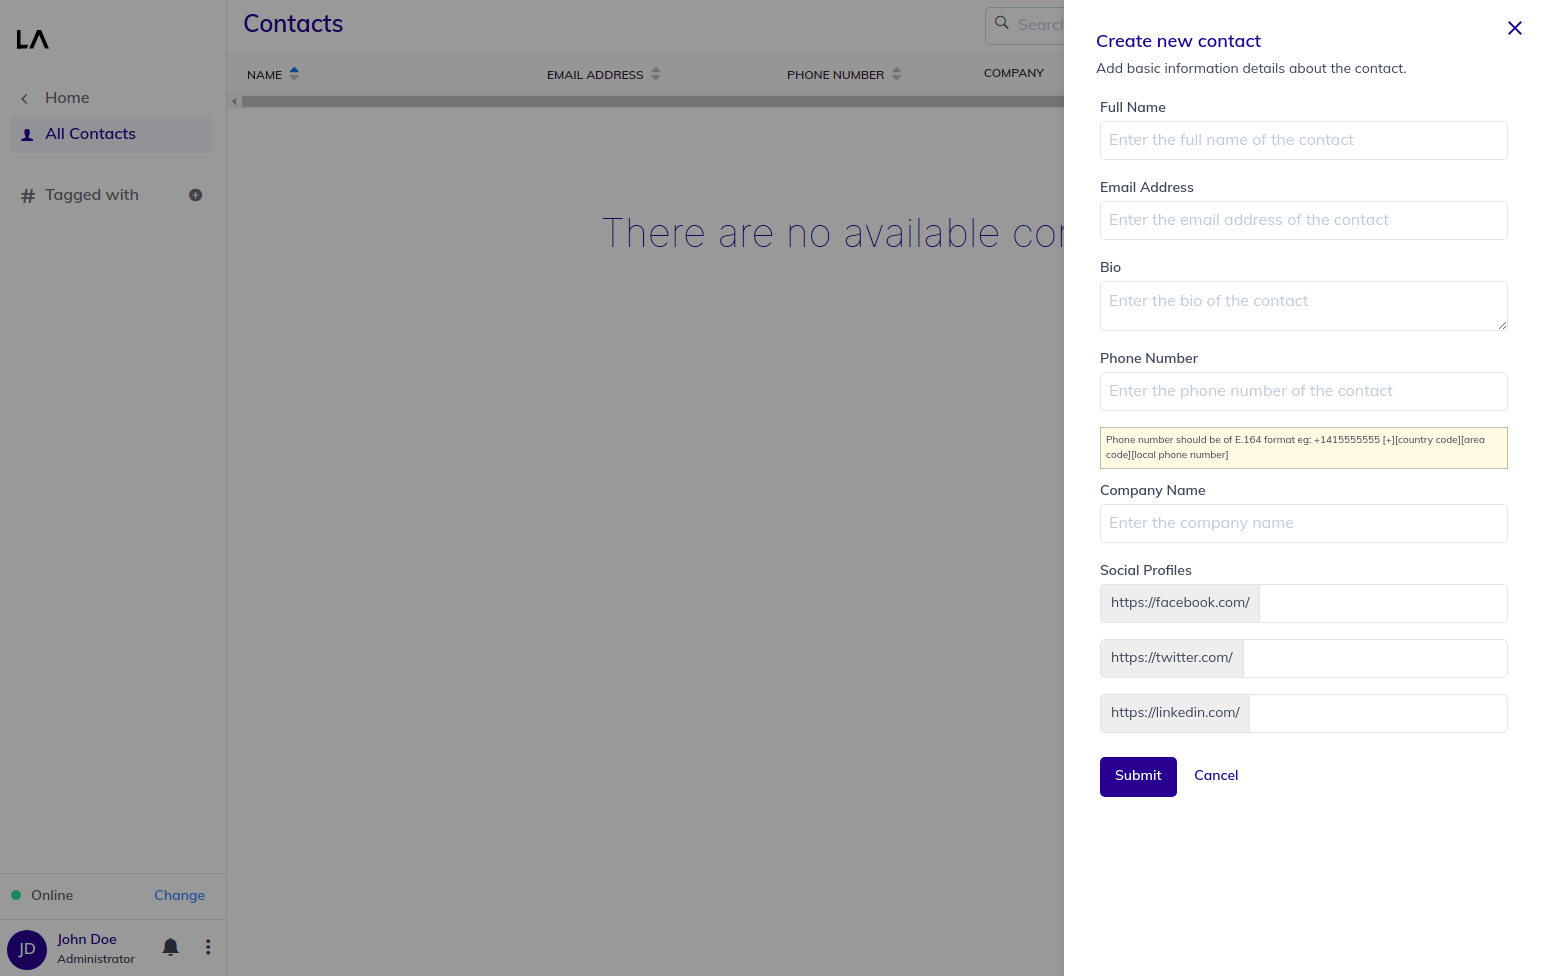 LA
Home
All Contacts
Tagged with
Online
Change
JD
John Doe
Administrator
Contacts
NAME
EMAIL ADDRESS
PHONE NUMBER
COMPANY
There are no available
Create new contact
Add basic information details about the contact.
Full Name
Enter the full name of the contact
Email Address
Enter the email address of the contact
Bio
Enter the bio of the contact
Phone Number
Enter the phone number of the contact
Phone number should be of E.164 format eg: +1415555555 [+][country code][area
code][local phone number]
Company Name
Enter the company name
Social Profiles
https://facebook.com/
https://twitter.com/
https://linkedin.com/
Submit
Cancel